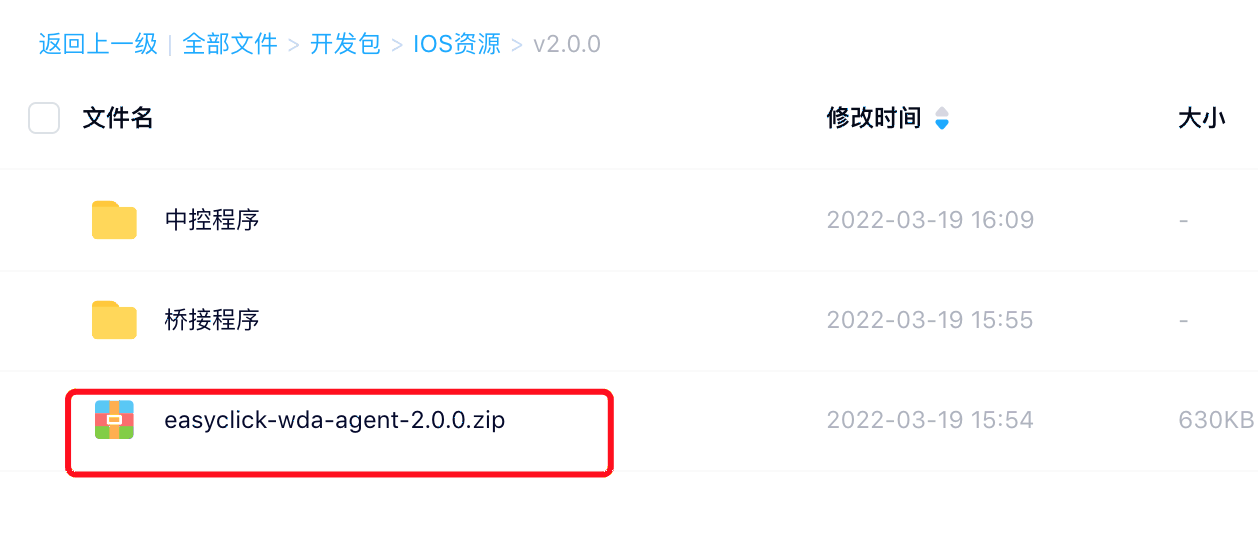 返回上一级 | 全部文件 > 开发包 > IOS资源 > v2.0.0
文件名 修改时间 大小
中控程序 2022-03-19 16:09 -
桥接程序 2022-03-19 15:55 -
easyclick-wda-agent-2.0.0.zip 2022-03-19 15:54 630KB